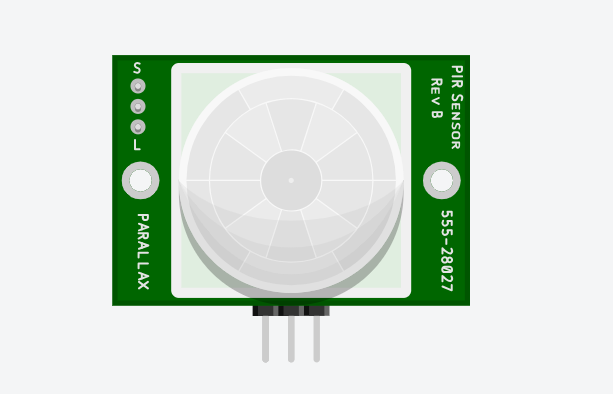 S
L
PARALLAX
PIR SENSOR
REV B
555-28027